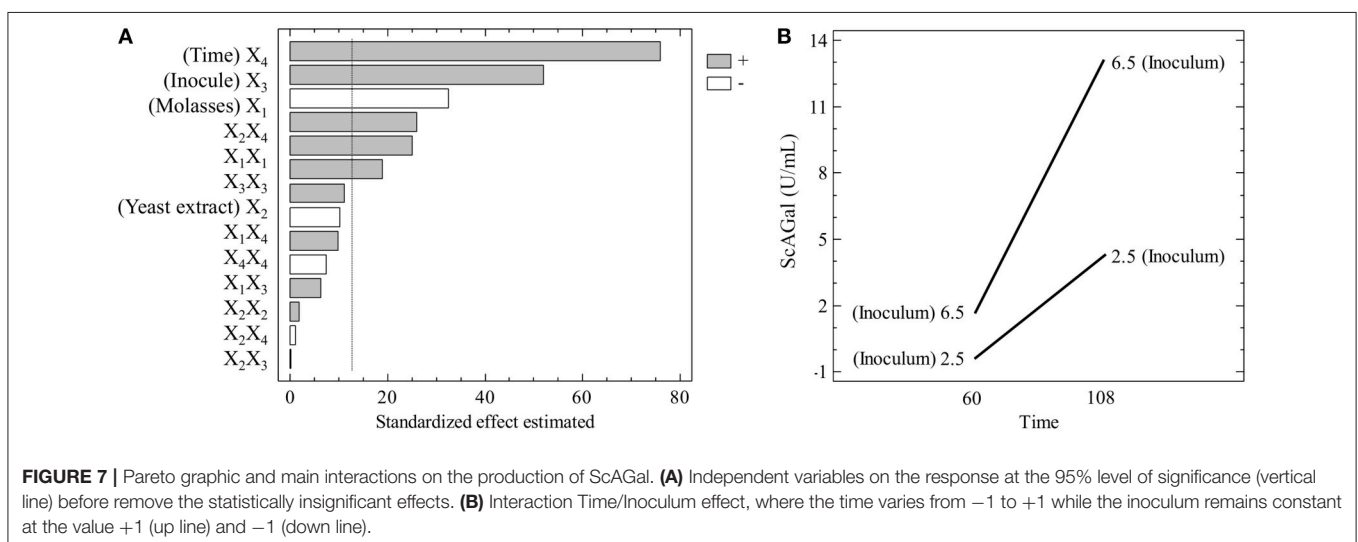 A
(Time) X₄
(Inocule) X₃
(Molasses) X₁
X₂X₄
X₁X₁
X₃X₃
(Yeast extract) X₂
X₁X₄
X₄X₄
X₁X₃
X₂X₂
X₂X₄
X₂X₃
0 20 40 60 80
Standardized effect estimated
+
-
B
14
11
8
5
2
-1
ScAGal (U/mL)
6.5 (Inoculum)
2.5 (Inoculum)
(Inoculum) 6.5
(Inoculum) 2.5
60 108
Time
FIGURE 7 | Pareto graphic and main interactions on the production of ScAGal. (A) Independent variables on the response at the 95% level of significance (vertical
line) before remove the statistically insignificant effects. (B) Interaction Time/Inoculum effect, where the time varies from −1 to +1 while the inoculum remains constant
at the value +1 (up line) and −1 (down line).